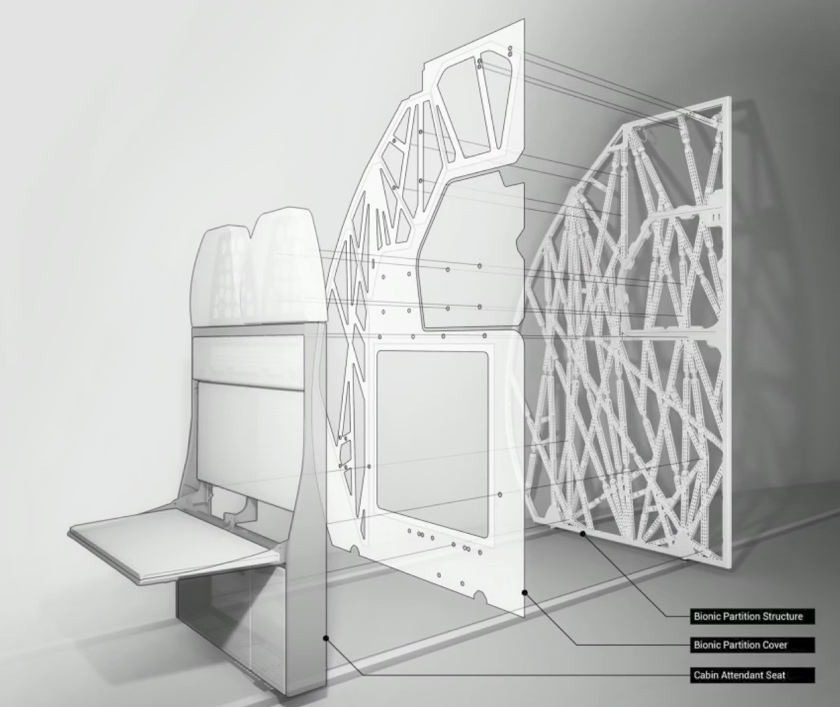 Bionic Partition Structure
Bionic Partition Cover
Cabin Attendant Seat